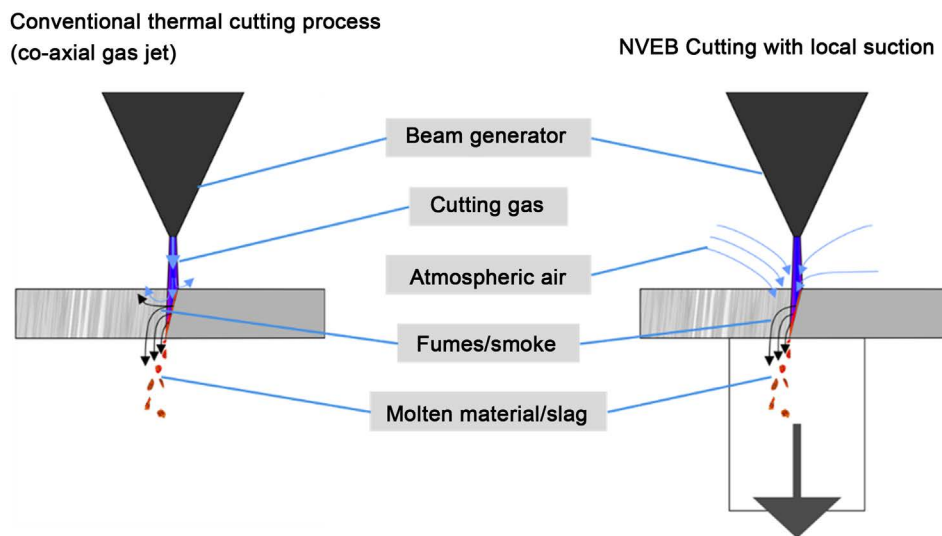 Conventional thermal cutting process
(co-axial gas jet)
NVEB Cutting with local suction
Beam generator
Cutting gas
Atmospheric air
Fumes/smoke
Molten material/slag